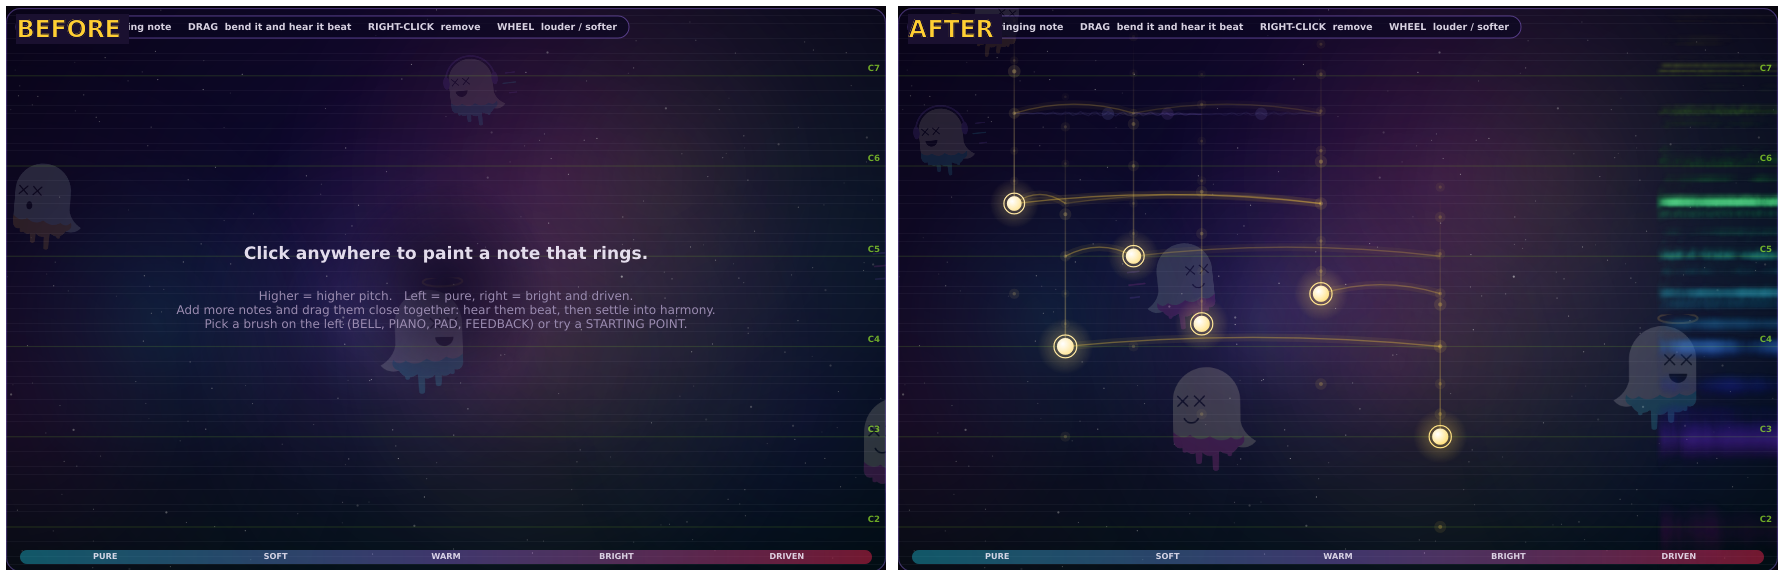 BEFORE
inging note DRAG bend it and hear it beat RIGHT-CLICK remove WHEEL louder / softer
C7
C6
Click anywhere to paint a note that rings.
C5
Higher = higher pitch. Left = pure, right = bright and driven.
Add more notes and drag them close together: hear them beat, then settle into harmony.
Pick a brush on the left (BELL, PIANO, PAD, FEEDBACK) or try a STARTING POINT.
C4
C3
C2
PURE SOFT WARM BRIGHT DRIVEN
AFTER
inging note DRAG bend it and hear it beat RIGHT-CLICK remove WHEEL louder / softer
C7
C6
C5
C4
C3
C2
PURE SOFT WARM BRIGHT DRIVEN